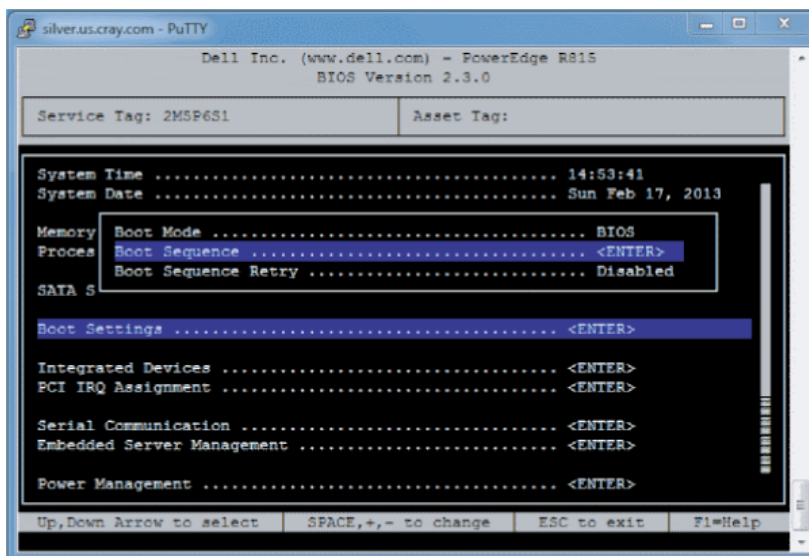 silver.us.cray.com - PuTTY
Dell Inc. (www.dell.com) - PowerEdge R815
BIOS Version 2.3.0
Service Tag: 2MSP6S1 Asset Tag:
System Time ........................................... 14:53:41
System Date ........................................... Sun Feb 17, 2013
Memory
Boot Mode ....................................... BIOS
Proces
Boot Sequence ................................... <ENTER>
Boot Sequence Retry ............................. Disabled
SATA S
Boot Settings ......................................... <ENTER>
Integrated Devices .................................... <ENTER>
PCI IRQ Assignment .................................... <ENTER>
Serial Communication .................................. <ENTER>
Embedded Server Management ............................ <ENTER>
Power Management ...................................... <ENTER>
Up,Down Arrow to select SPACE,+,- to change ESC to exit F1=Help